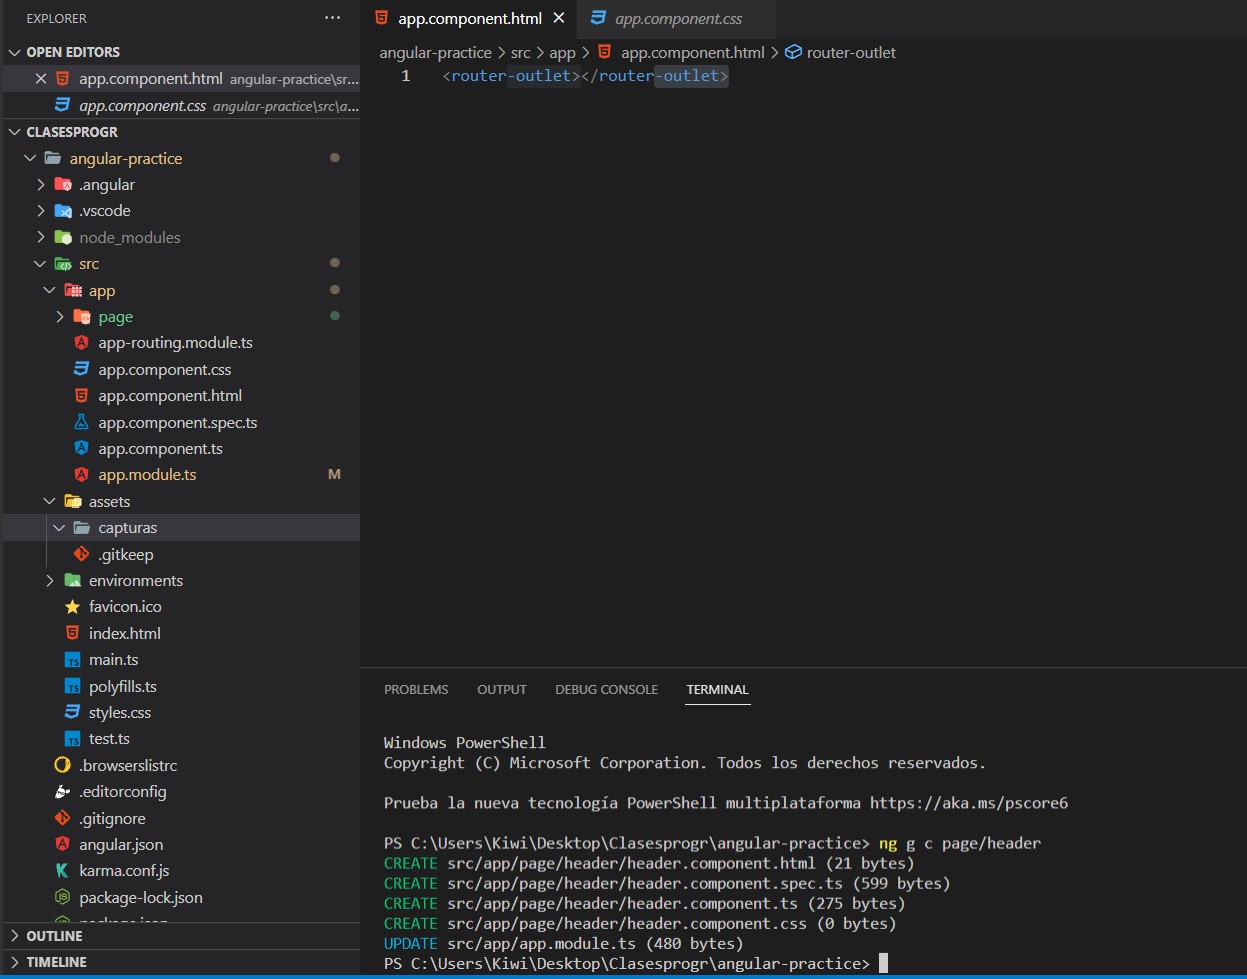 EXPLORER
OPEN EDITORS
app.component.html angular-practice\sr...
app.component.css angular-practice\src\a...
CLASESPROGR
angular-practice
.angular
.vscode
node_modules
src
app
page
app-routing.module.ts
app.component.css
app.component.html
app.component.spec.ts
app.component.ts
app.module.ts M
assets
capturas
.gitkeep
environments
favicon.ico
index.html
main.ts
polyfills.ts
styles.css
test.ts
.browserslistrc
.editorconfig
.gitignore
angular.json
karma.conf.js
package-lock.json
package.json
OUTLINE
TIMELINE
app.component.html app.component.css
angular-practice > src > app > app.component.html > router-outlet
1 <router-outlet></router-outlet>
PROBLEMS OUTPUT DEBUG CONSOLE TERMINAL
Windows PowerShell
Copyright (C) Microsoft Corporation. Todos los derechos reservados.
Prueba la nueva tecnología PowerShell multiplataforma https://aka.ms/pscore6
PS C:\Users\Kiwi\Desktop\Clasesprogr\angular-practice> ng g c page/header
CREATE src/app/page/header/header.component.html (21 bytes)
CREATE src/app/page/header/header.component.spec.ts (599 bytes)
CREATE src/app/page/header/header.component.ts (275 bytes)
CREATE src/app/page/header/header.component.css (0 bytes)
UPDATE src/app/app.module.ts (480 bytes)
PS C:\Users\Kiwi\Desktop\Clasesprogr\angular-practice>